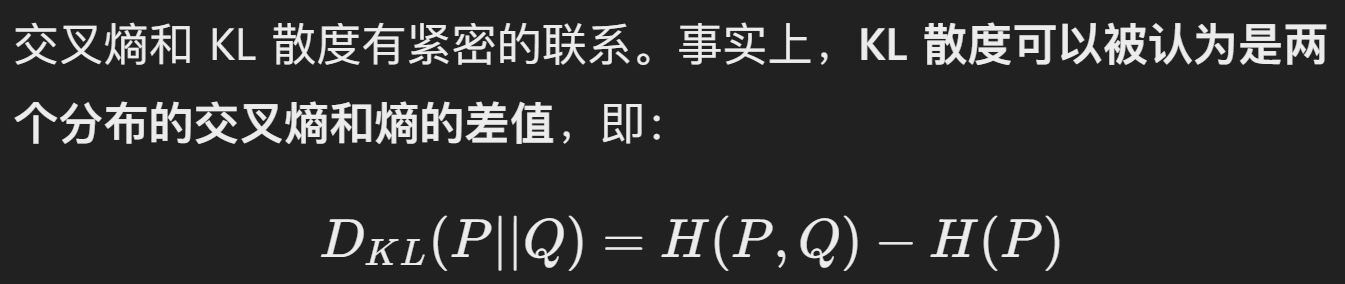 交叉熵和 KL 散度有紧密的联系。事实上，KL 散度可以被认为是两
个分布的交叉熵和熵的差值，即：
D_{KL}(P||Q) = H(P, Q) − H(P)